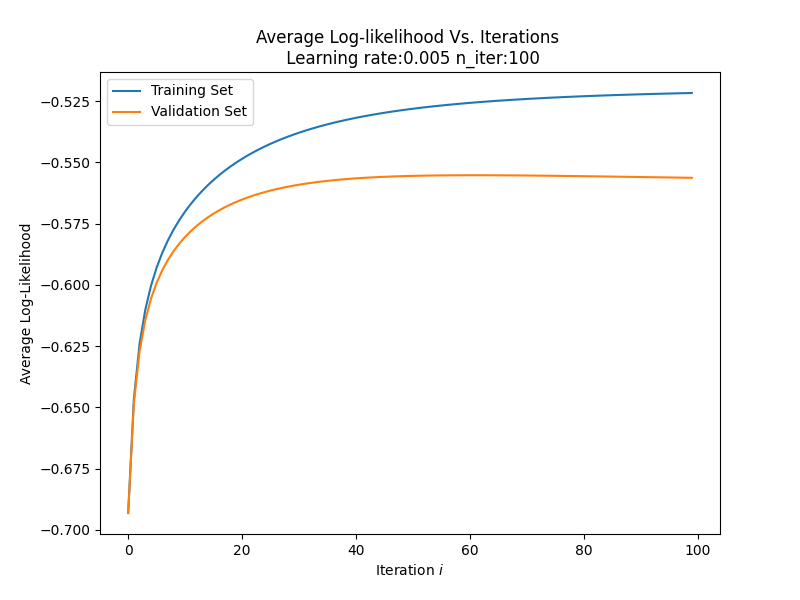 Average Log-likelihood Vs. Iterations
Learning rate:0.005 n_iter:100
Training Set
Validation Set
−0.525
−0.550
−0.575
−0.600
−0.625
−0.650
−0.675
−0.700
Average Log-Likelihood
0 20 40 60 80 100
Iteration i